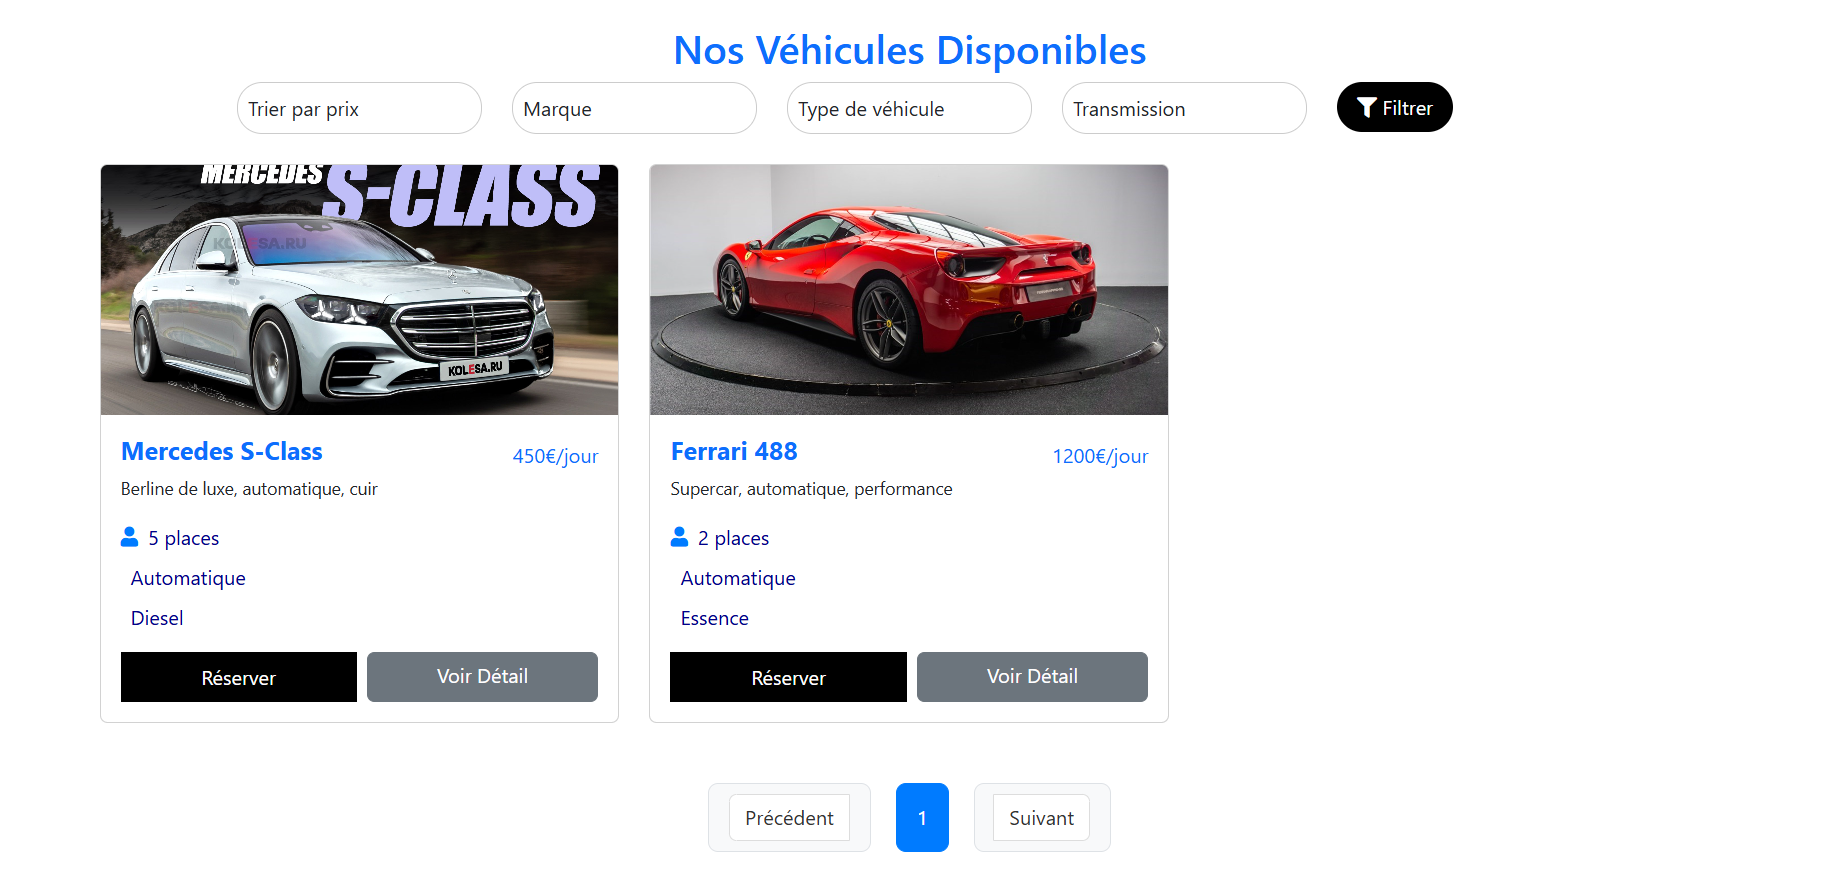 Nos Véhicules Disponibles
Trier par prix
Marque
Type de véhicule
Transmission
Filtrer
MERCEDES S-CLASS
KOLESA.RU
KOLESA.RU
Mercedes S-Class
450€/jour
Berline de luxe, automatique, cuir
5 places
Automatique
Diesel
Réserver
Voir Détail
Ferrari 488
1200€/jour
Supercar, automatique, performance
2 places
Automatique
Essence
Réserver
Voir Détail
Précédent
1
Suivant